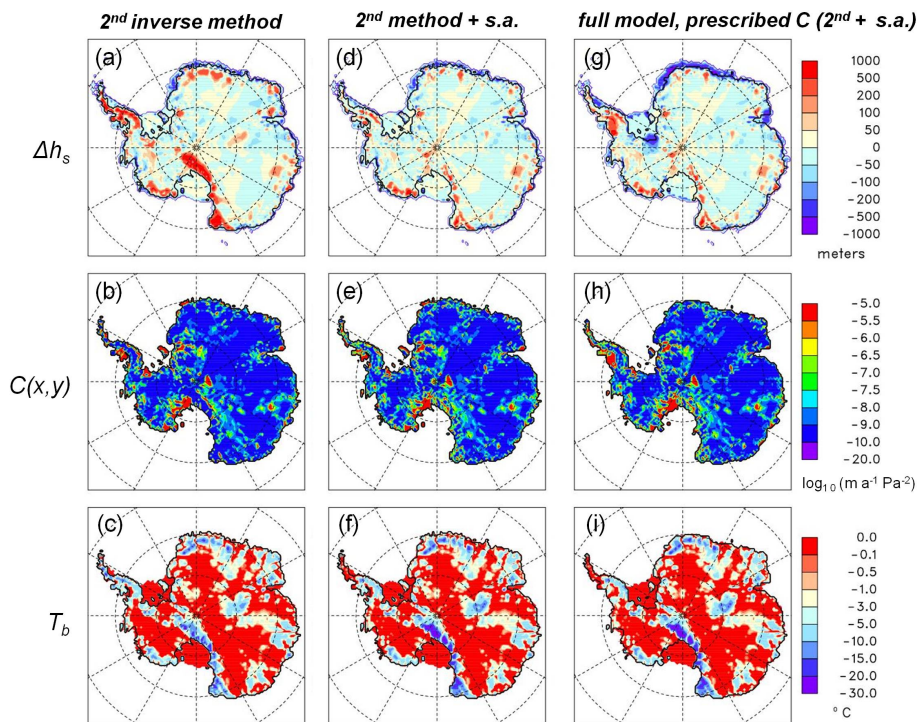 2nd inverse method
2nd method + s.a.
full model, prescribed C (2nd + s.a.)
(a)
(d)
(g)
Δhs
1000
500
200
100
50
0
−50
−100
−200
−500
−1000
meters
(b)
(e)
(h)
C(x,y)
−5.0
−5.5
−6.0
−6.5
−7.0
−7.5
−8.0
−9.0
−10.0
−20.0
log10 (m a-1 Pa-2)
(c)
(f)
(i)
Tb
0.0
−0.1
−0.5
−1.0
−3.0
−5.0
−10.0
−15.0
−20.0
−30.0
°C